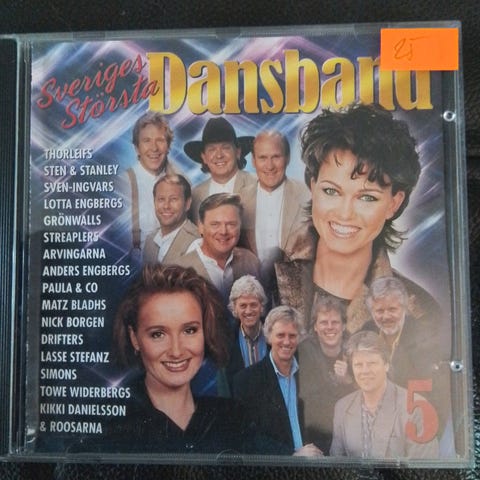 Sveriges
Största
Dansband
25
THORLEIFS
STEN & STANLEY
SVEN-INGVARS
LOTTA ENGBERGS
GRÖNWALLS
STREAPLERS
ARVINGARNA
ANDERS ENGBERGS
PAULA & CO
MATZ BLADHS
NICK BORGEN
DRIFTERS
LASSE STEFANZ
SIMONS
TOWE WIDERBERGS
KIKKI DANIELSSON
& ROOSARNA
5